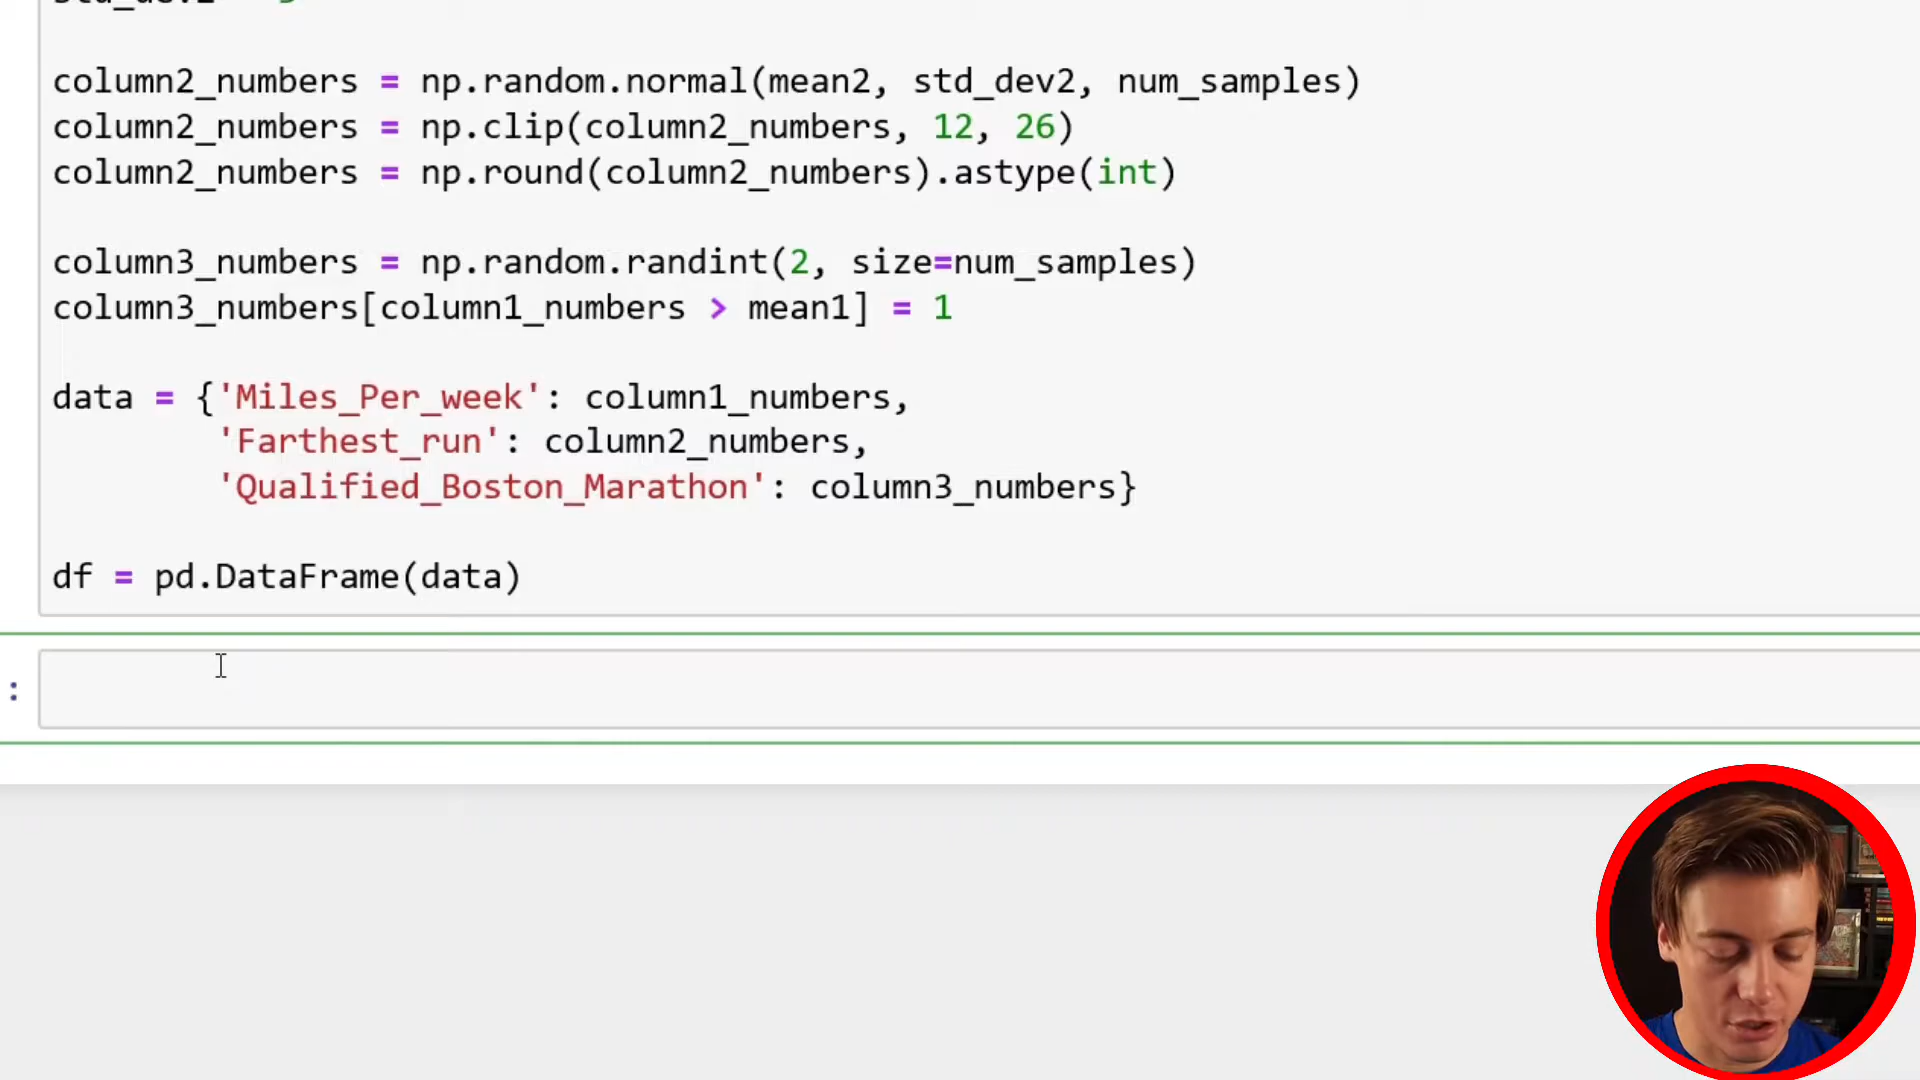 column2_numbers = np.random.normal(mean2, std_dev2, num_samples)
column2_numbers = np.clip(column2_numbers, 12, 26)
column2_numbers = np.round(column2_numbers).astype(int)
column3_numbers = np.random.randint(2, size=num_samples)
column3_numbers[column1_numbers > mean1] = 1
data = {'Miles_Per_week': column1_numbers,
'Farthest_run': column2_numbers,
'Qualified_Boston_Marathon': column3_numbers}
df = pd.DataFrame(data)
: